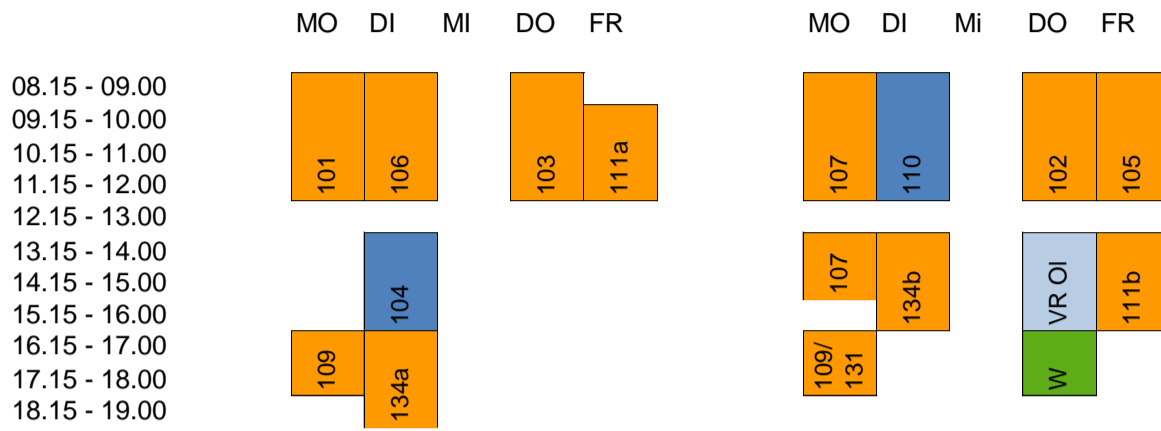 MO DI MI DO FR MO DI Mi DO FR
08.15 - 09.00
09.15 - 10.00
10.15 - 11.00
11.15 - 12.00
101 106 103 111a 107 110 102 105
12.15 - 13.00
13.15 - 14.00
14.15 - 15.00
15.15 - 16.00
104 107 134b VR OI 111b
16.15 - 17.00
17.15 - 18.00
18.15 - 19.00
109 134a 109/
131 W